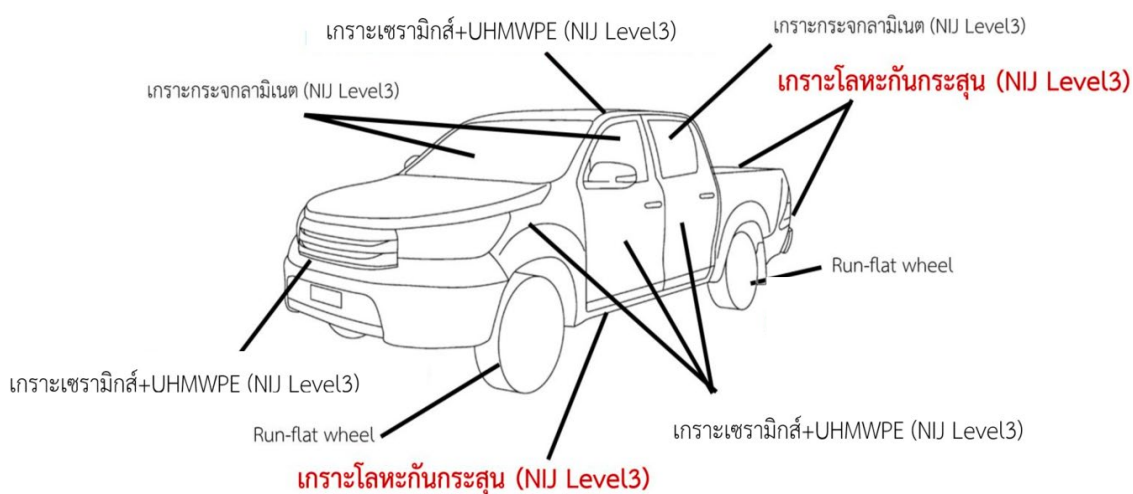 เกราะเซรามิกส์+UHMWPE (NIJ Level3)
เกราะกระจกลามิเนต (NIJ Level3)
เกราะโลหะกันกระสุน (NIJ Level3)
เกราะกระจกลามิเนต (NIJ Level3)
Run-flat wheel
เกราะเซรามิกส์+UHMWPE (NIJ Level3)
เกราะเซรามิกส์+UHMWPE (NIJ Level3)
Run-flat wheel
เกราะโลหะกันกระสุน (NIJ Level3)